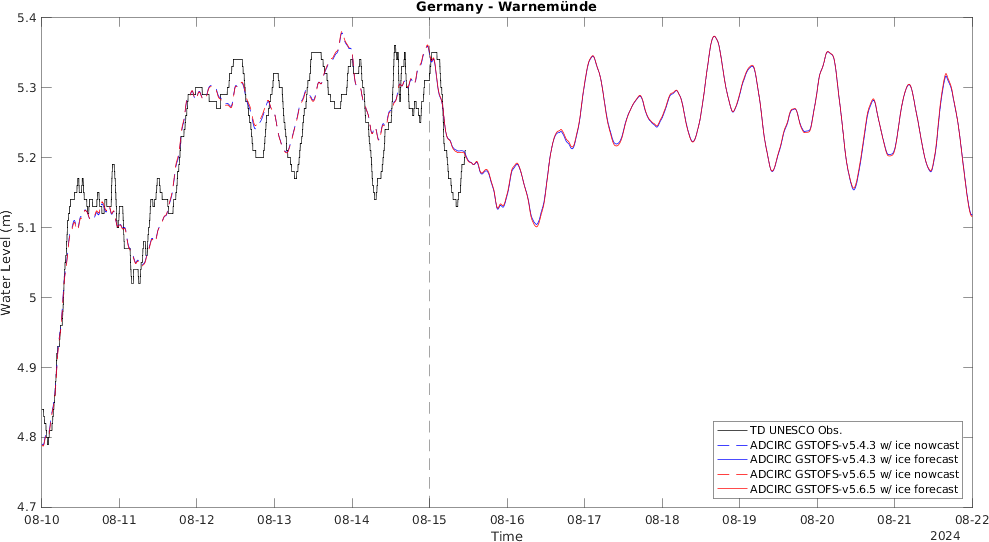 Germany - Warnemünde
5.4
5.3
5.2
5.1
5
4.9
4.8
4.7
Water Level (m)
08-10 08-11 08-12 08-13 08-14 08-15 08-16 08-17 08-18 08-19 08-20 08-21 08-22
Time
2024
TD UNESCO Obs.
ADCIRC GSTOFS-v5.4.3 w/ ice nowcast
ADCIRC GSTOFS-v5.4.3 w/ ice forecast
ADCIRC GSTOFS-v5.6.5 w/ ice nowcast
ADCIRC GSTOFS-v5.6.5 w/ ice forecast